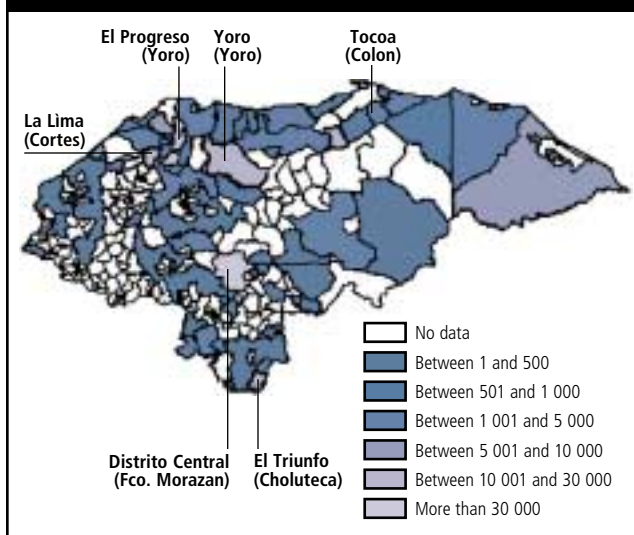 El Progreso
(Yoro)
Yoro
(Yoro)
Tocoa
(Colon)
La Lìma
(Cortes)
Distrito Central
(Fco. Morazan)
El Triunfo
(Choluteca)
No data
Between 1 and 500
Between 501 and 1 000
Between 1 001 and 5 000
Between 5 001 and 10 000
Between 10 001 and 30 000
More than 30 000